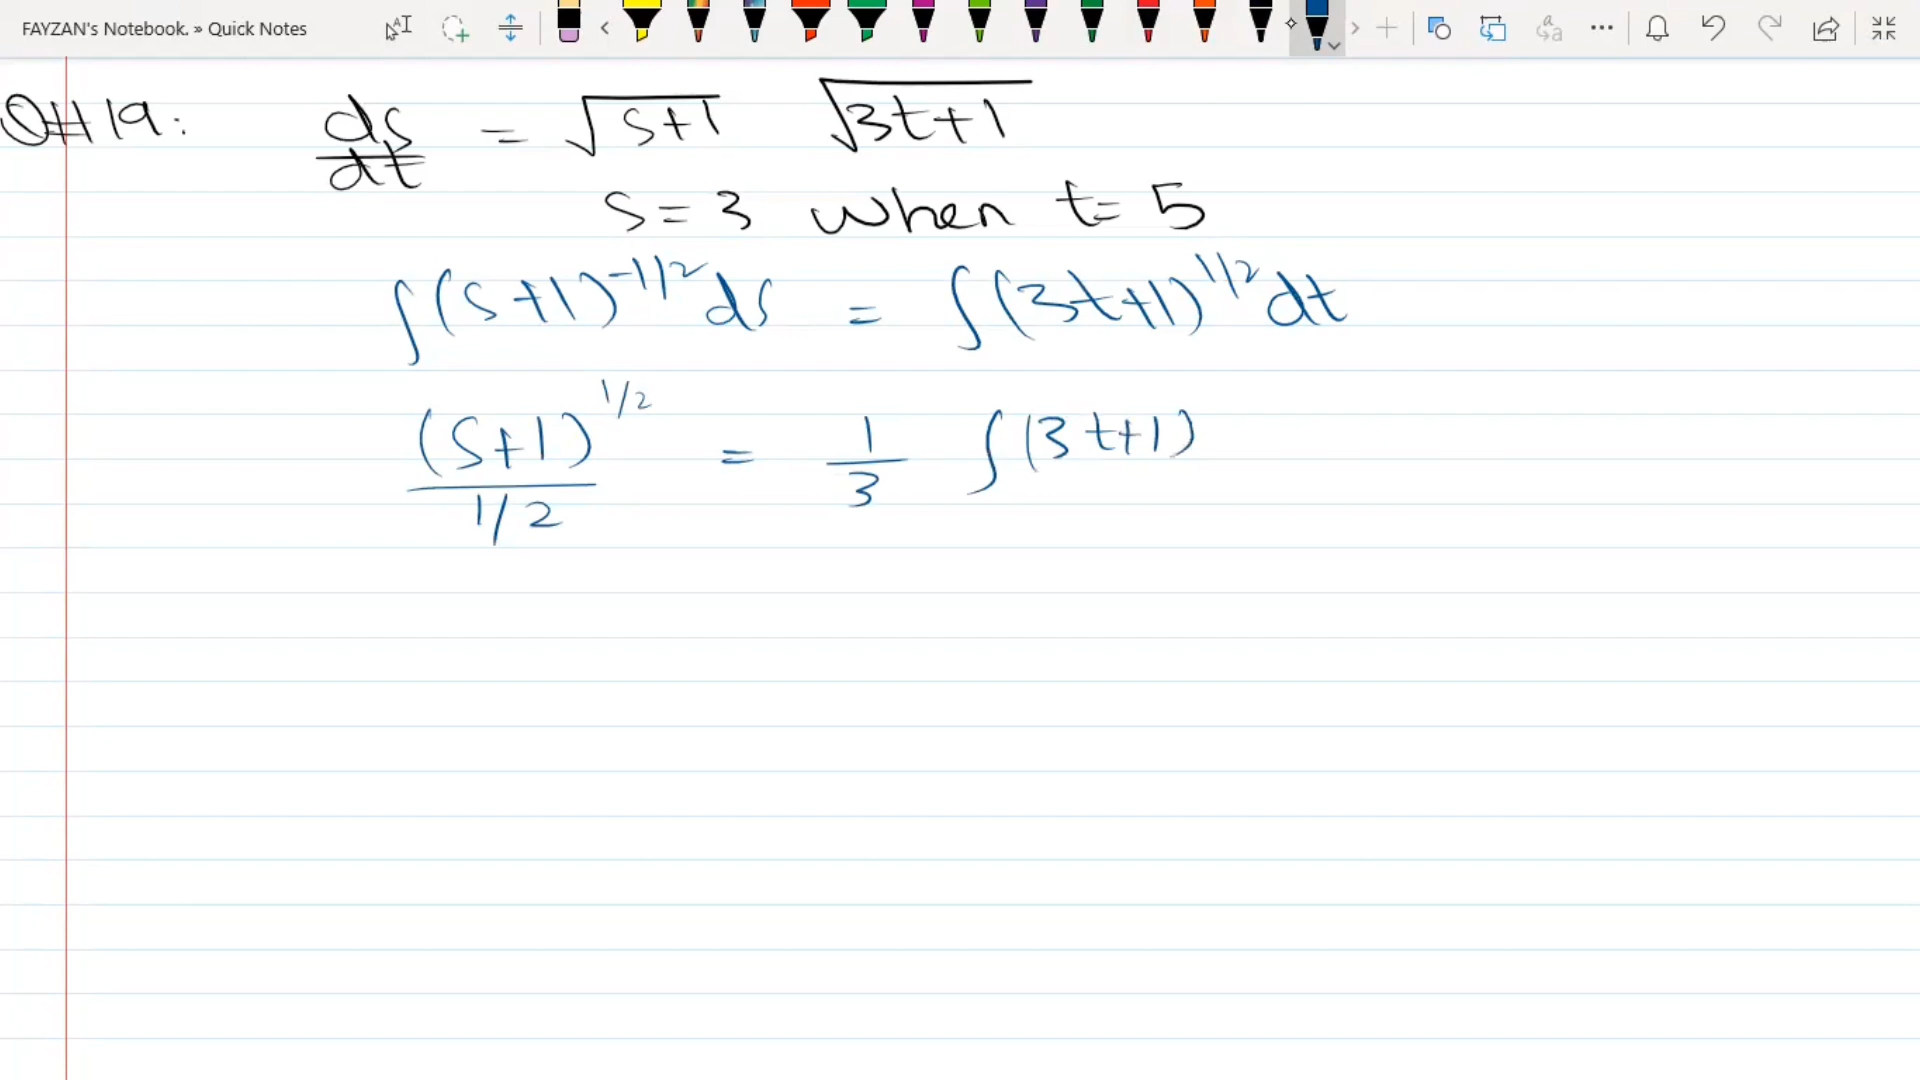 FAYZAN's Notebook. » Quick Notes
Q#19: ds/dt = √(s+1) √(3t+1)
s=3 when t=5
∫(s+1)^{-1/2} ds = ∫(3t+1)^{1/2} dt
(s+1)^{1/2} / 1/2 = 1/3 ∫(3t+1)